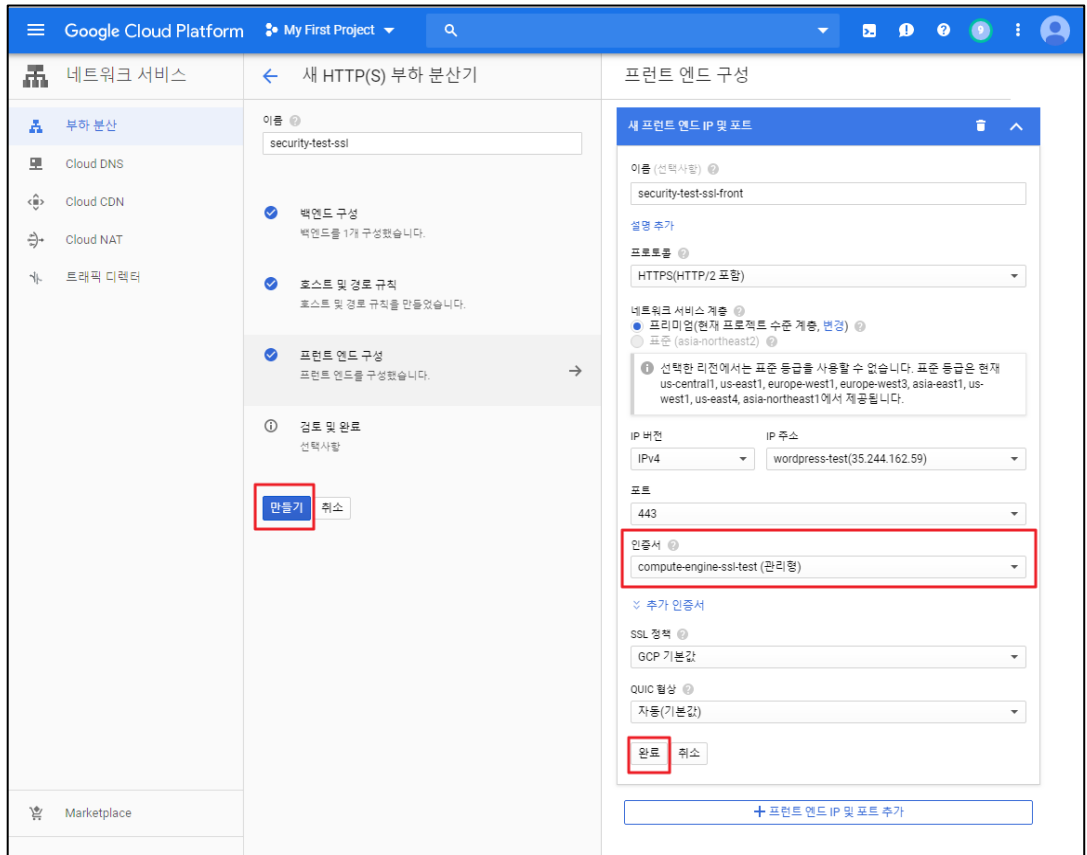 Google Cloud Platform
My First Project
9
네트워크 서비스
부하 분산
Cloud DNS
Cloud CDN
Cloud NAT
트래픽 디렉터
Marketplace
새 HTTP(S) 부하 분산기
이름
security-test-ssl
백엔드 구성
백엔드를 1개 구성했습니다.
호스트 및 경로 규칙
호스트 및 경로 규칙을 만들었습니다.
프런트 엔드 구성
프런트 엔드를 구성했습니다.
검토 및 완료
선택사항
만들기 취소
프런트 엔드 구성
새 프런트 엔드 IP 및 포트
이름 (선택사항)
security-test-ssl-front
설명 추가
프로토콜
HTTPS(HTTP/2 포함)
네트워크 서비스 계층
프리미엄(현재 프로젝트 수준 계층, 변경)
표준 (asia-northeast2)
선택한 리전에서는 표준 등급을 사용할 수 없습니다. 표준 등급은 현재
us-central1, us-east1, europe-west1, europe-west3, asia-east1, us-
west1, us-east4, asia-northeast1에서 제공됩니다.
IP 버전 IP 주소
IPv4 wordpress-test(35.244.162.59)
포트
443
인증서
compute-engine-ssl-test (관리형)
추가 인증서
SSL 정책
GCP 기본값
QUIC 협상
자동(기본값)
완료 취소
+ 프런트 엔드 IP 및 포트 추가